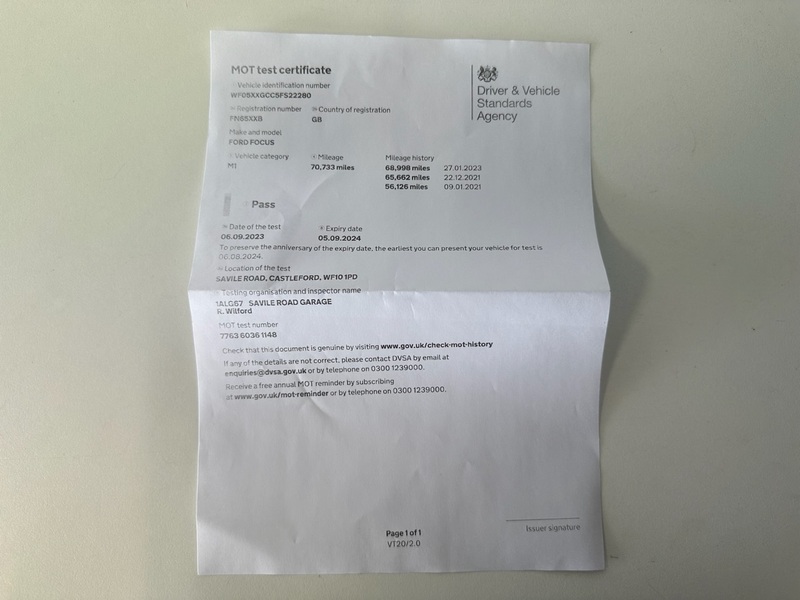 MOT test certificate
Driver & Vehicle
Standards
Agency
Vehicle identification number
WF05XXGCC5F522280
Registration number Country of registration
FN65XXB GB
Make and model
FORD FOCUS
Vehicle category Mileage Mileage history
M1 70,733 miles 68,998 miles 27.01.2023
65,662 miles 22.12.2021
56,126 miles 09.01.2021
Pass
Date of the test Expiry date
06.09.2023 05.09.2024
To preserve the anniversary of the expiry date, the earliest you can present your vehicle for test is
06.08.2024.
Location of the test
SAVILE ROAD, CASTLEFORD, WF10 1PD
Testing organisation and inspector name
1ALG67 SAVILE ROAD GARAGE
R. Wilford
MOT test number
7763 6036 1148
Check that this document is genuine by visiting www.gov.uk/check-mot-history
If any of the details are not correct, please contact DVSA by email at
enquiries@dvsa.gov.uk or by telephone on 0300 1239000.
Receive a free annual MOT reminder by subscribing
at www.gov.uk/mot-reminder or by telephone on 0300 1239000.
Issuer signature
Page 1 of 1
VT20/2.0